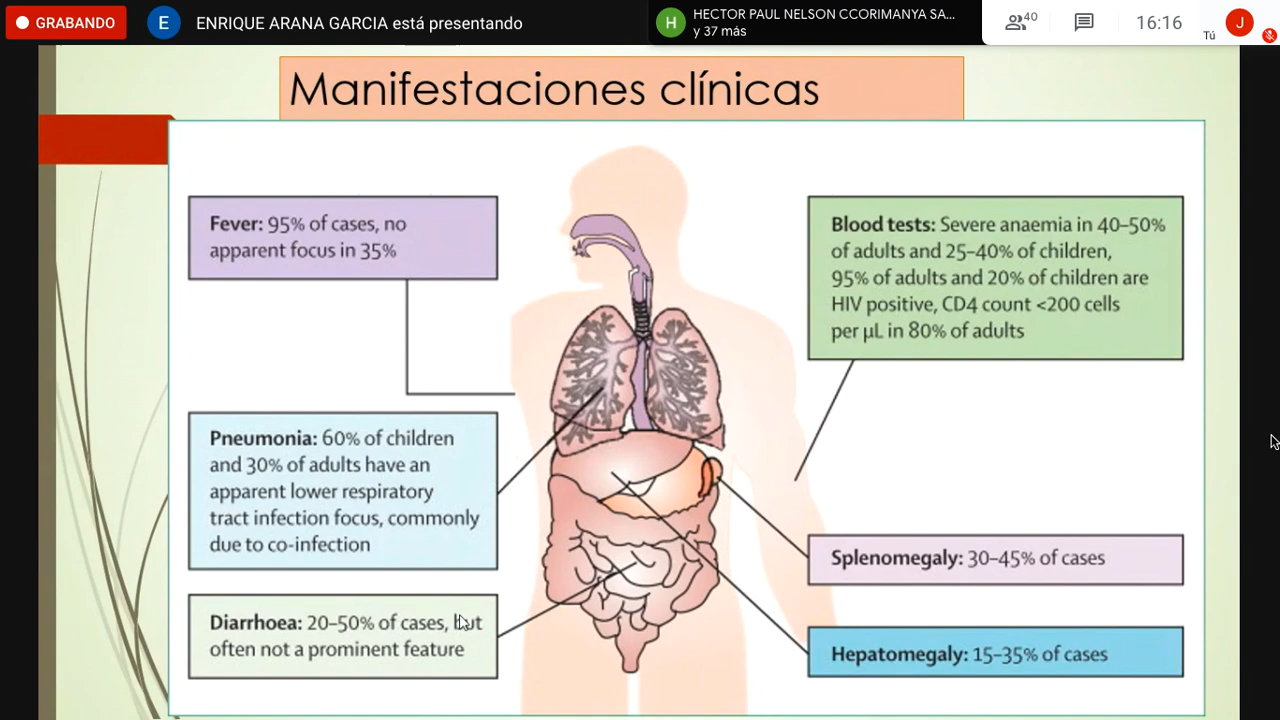 GRABANDO
E
ENRIQUE ARANA GARCIA está presentando
H
HECTOR PAUL NELSON CCORIMANYA SA...
y 37 más
40
16:16
Tú
J
Manifestaciones clínicas
Fever: 95% of cases, no
apparent focus in 35%
Pneumonia: 60% of children
and 30% of adults have an
apparent lower respiratory
tract infection focus, commonly
due to co-infection
Diarrhoea: 20–50% of cases, but
often not a prominent feature
Blood tests: Severe anaemia in 40–50%
of adults and 25–40% of children,
95% of adults and 20% of children are
HIV positive, CD4 count <200 cells
per µL in 80% of adults
Splenomegaly: 30–45% of cases
Hepatomegaly: 15–35% of cases